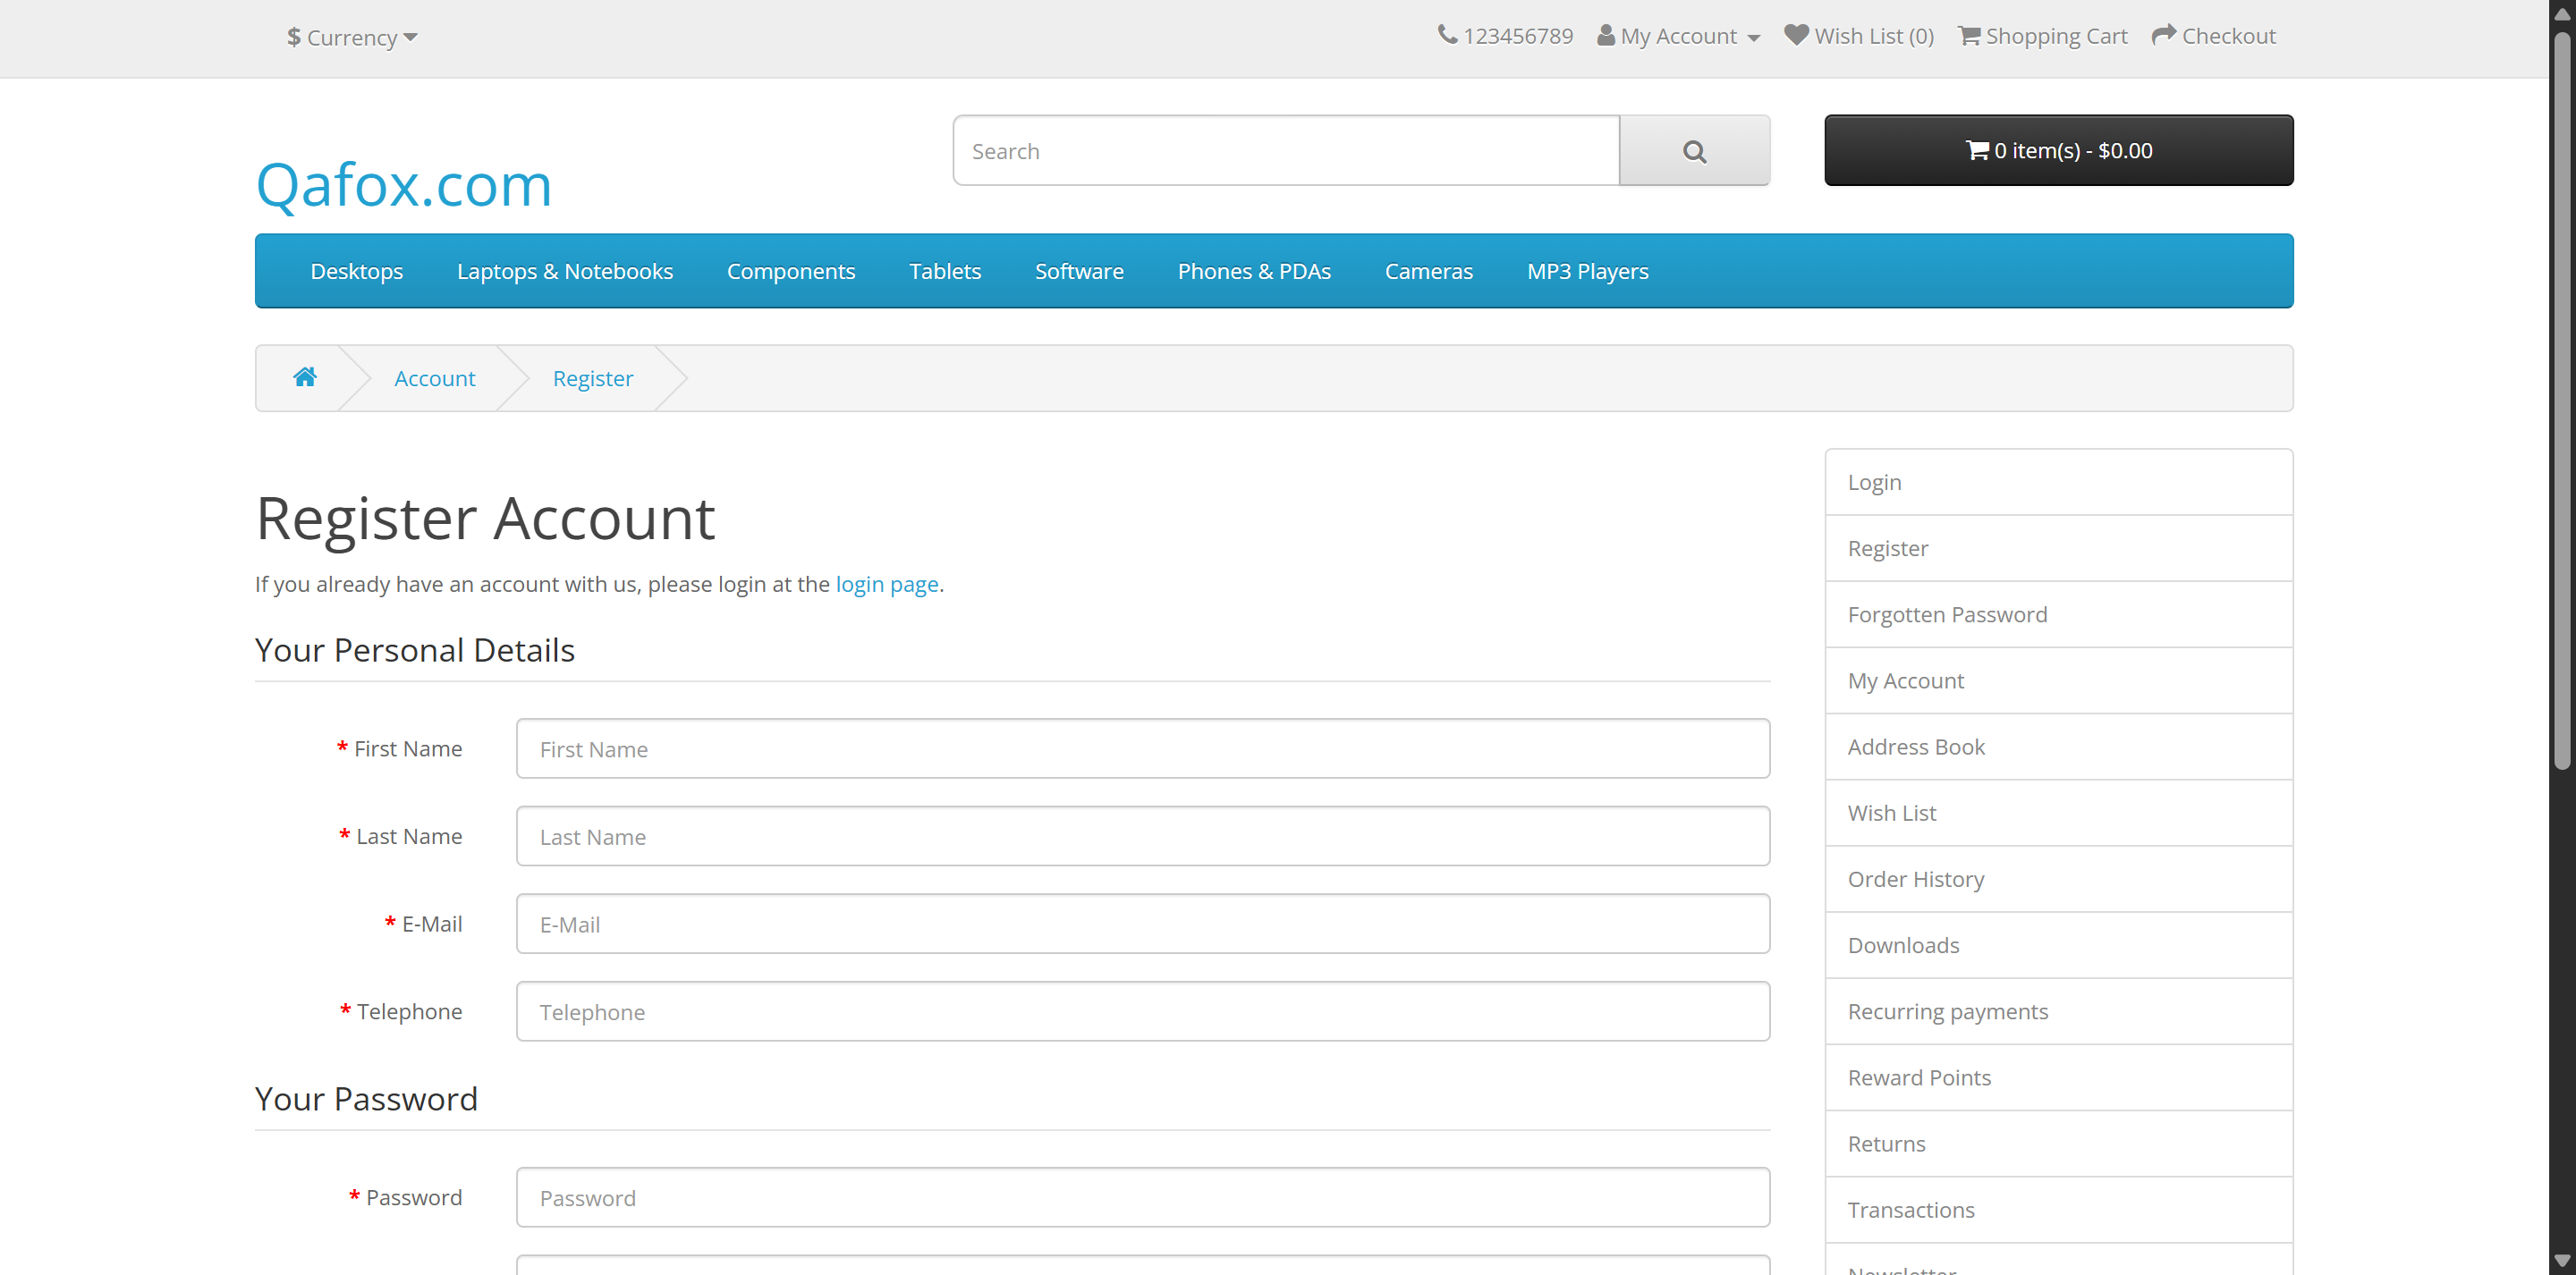 $ Currency
123456789 My Account Wish List (0) Shopping Cart Checkout
Search
0 item(s) - $0.00
Qafox.com
Desktops Laptops & Notebooks Components Tablets Software Phones & PDAs Cameras MP3 Players
Account Register
Register Account
If you already have an account with us, please login at the login page.
Your Personal Details
* First Name First Name
* Last Name Last Name
* E-Mail E-Mail
* Telephone Telephone
Your Password
* Password Password
Login
Register
Forgotten Password
My Account
Address Book
Wish List
Order History
Downloads
Recurring payments
Reward Points
Returns
Transactions
Newsletter